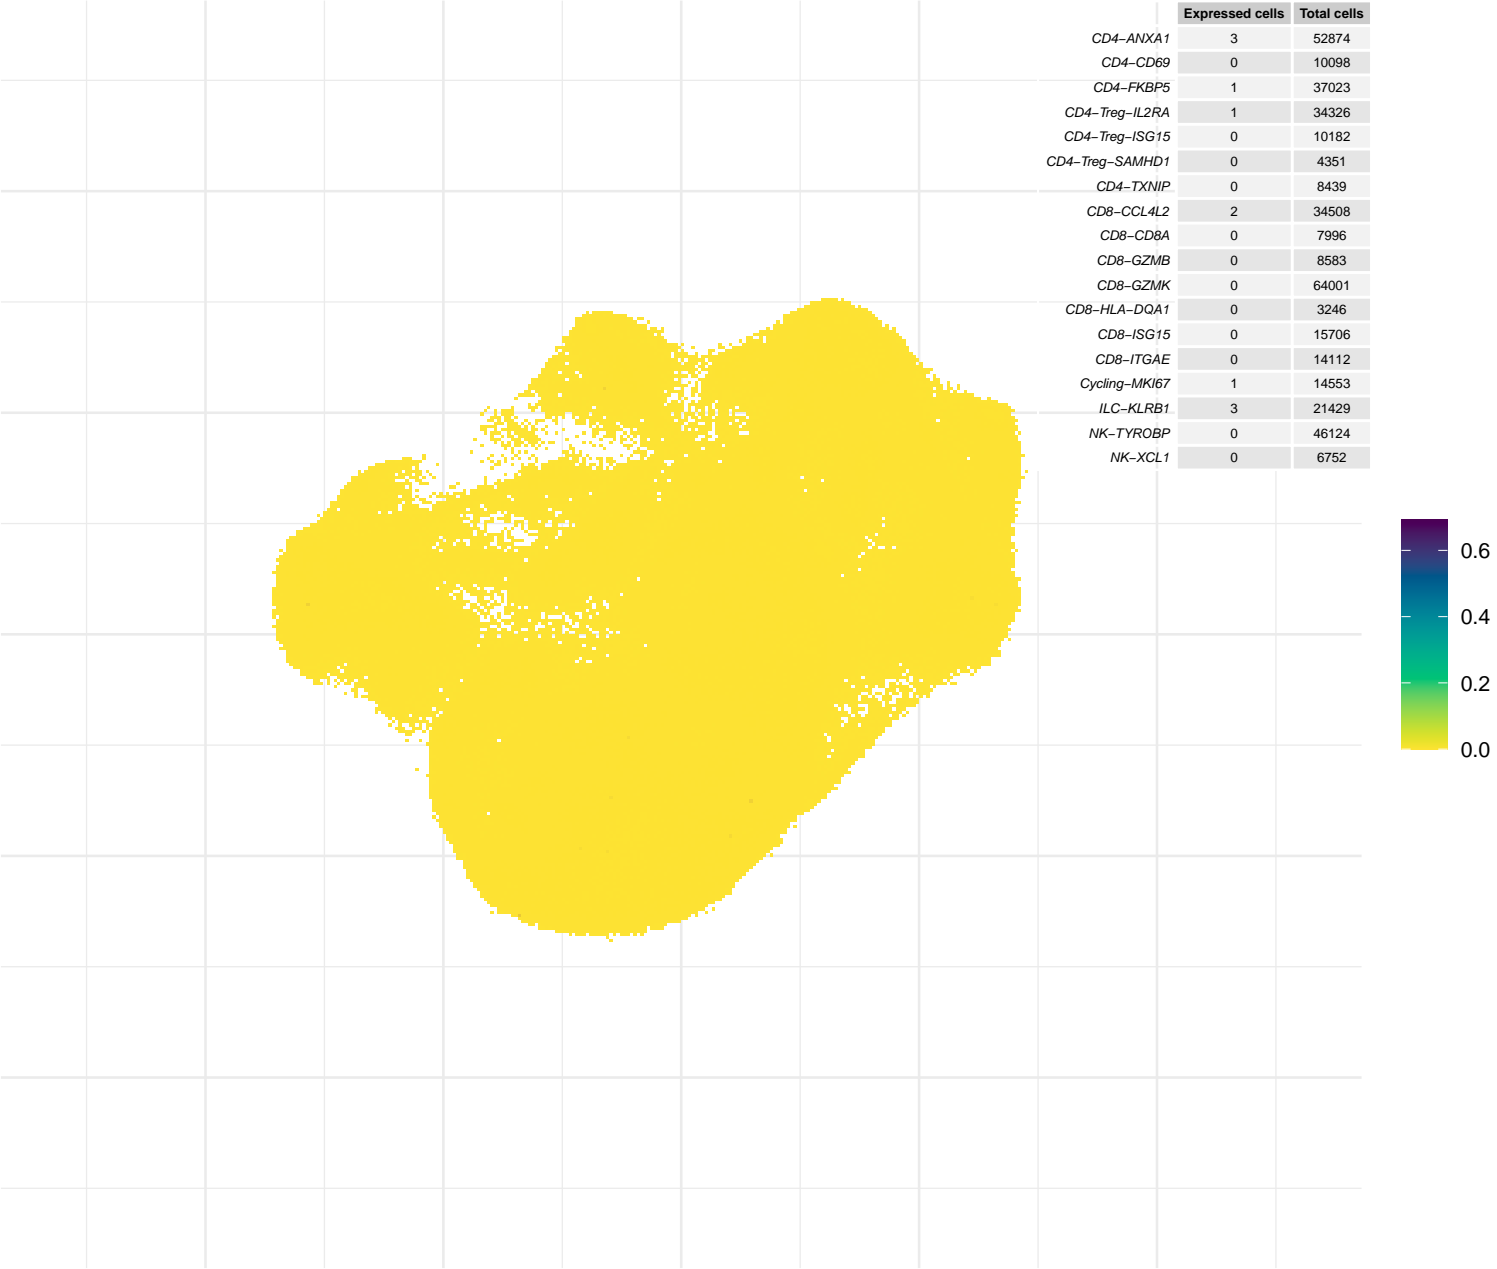 Expressed cells Total cells
CD4−ANXA1 3 52874
CD4−CD69 0 10098
CD4−FKBP5 1 37023
CD4−Treg−IL2RA 1 34326
CD4−Treg−ISG15 0 10182
CD4−Treg−SAMHD1 0 4351
CD4−TXNIP 0 8439
CD8−CCL4L2 2 34508
CD8−CD8A 0 7996
CD8−GZMB 0 8583
CD8−GZMK 0 64001
CD8−HLA−DQA1 0 3246
CD8−ISG15 0 15706
CD8−ITGAE 0 14112
Cycling−MKI67 1 14553
ILC−KLRB1 3 21429
NK−TYROBP 0 46124
NK−XCL1 0 6752
0.6
0.4
0.2
0.0